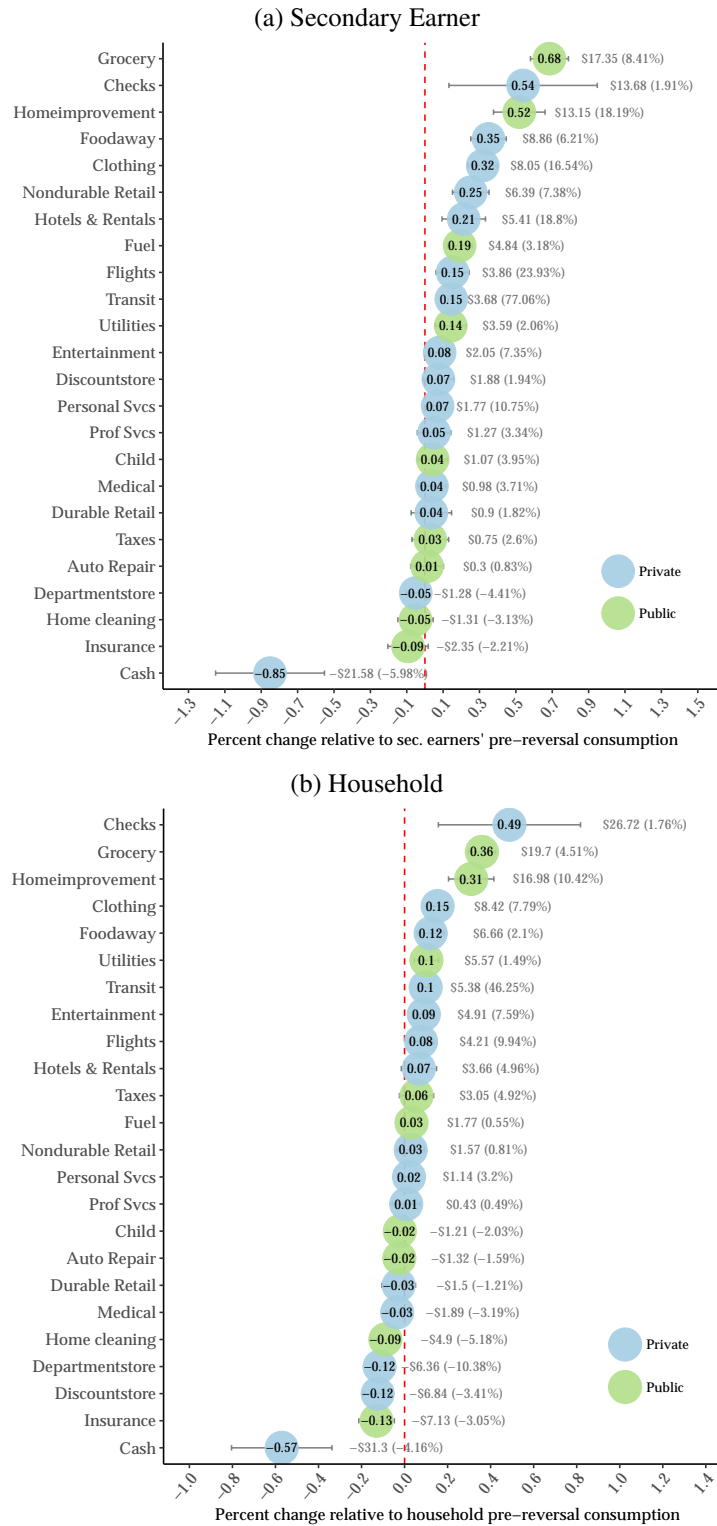 (a) Secondary Earner
Grocery 0.68 $17.35 (8.41%)
Checks 0.54 $13.68 (1.91%)
Homeimprovement 0.52 $13.15 (18.19%)
Foodaway 0.35 $8.86 (6.21%)
Clothing 0.32 $8.05 (16.54%)
Nondurable Retail 0.25 $6.39 (7.38%)
Hotels & Rentals 0.21 $5.41 (18.8%)
Fuel 0.19 $4.84 (3.18%)
Flights 0.15 $3.86 (23.93%)
Transit 0.15 $3.68 (77.06%)
Utilities 0.14 $3.59 (2.06%)
Entertainment 0.08 $2.05 (7.35%)
Discountstore 0.07 $1.88 (1.94%)
Personal Svcs 0.07 $1.77 (10.75%)
Prof Svcs 0.05 $1.27 (3.34%)
Child 0.04 $1.07 (3.95%)
Medical 0.04 $0.98 (3.71%)
Durable Retail 0.04 $0.9 (1.82%)
Taxes 0.03 $0.75 (2.6%)
Auto Repair 0.01 $0.3 (0.83%)
Private
Departmentstore −0.05 −$1.28 (−4.41%)
Home cleaning −0.05 −$1.31 (−3.13%)
Public
Insurance −0.09 −$2.35 (−2.21%)
Cash −0.85 −$21.58 (−5.98%)
−1.3 −1.1 −0.9 −0.7 −0.5 −0.3 −0.1 0.1 0.3 0.5 0.7 0.9 1.1 1.3 1.5
Percent change relative to sec. earners' pre−reversal consumption
(b) Household
Checks 0.49 $26.72 (1.76%)
Grocery 0.36 $19.7 (4.51%)
Homeimprovement 0.31 $16.98 (10.42%)
Clothing 0.15 $8.42 (7.79%)
Foodaway 0.12 $6.66 (2.1%)
Utilities 0.1 $5.57 (1.49%)
Transit 0.1 $5.38 (46.25%)
Entertainment 0.09 $4.91 (7.59%)
Flights 0.08 $4.21 (9.94%)
Hotels & Rentals 0.07 $3.66 (4.96%)
Taxes 0.06 $3.05 (4.92%)
Fuel 0.03 $1.77 (0.55%)
Nondurable Retail 0.03 $1.57 (0.81%)
Personal Svcs 0.02 $1.14 (3.2%)
Prof Svcs 0.01 $0.43 (0.49%)
Child −0.02 −$1.21 (−2.03%)
Auto Repair −0.02 −$1.32 (−1.59%)
Durable Retail −0.03 −$1.5 (−1.21%)
Medical −0.03 −$1.89 (−3.19%)
Home cleaning −0.09 −$4.9 (−5.18%)
Private
Departmentstore −0.12 −$6.36 (−10.38%)
Discountstore −0.12 −$6.84 (−3.41%)
Public
Insurance −0.13 −$7.13 (−3.05%)
Cash −0.57 −$31.3 (−4.16%)
−1.0 −0.8 −0.6 −0.4 −0.2 0.0 0.2 0.4 0.6 0.8 1.0 1.2 1.4
Percent change relative to household pre−reversal consumption